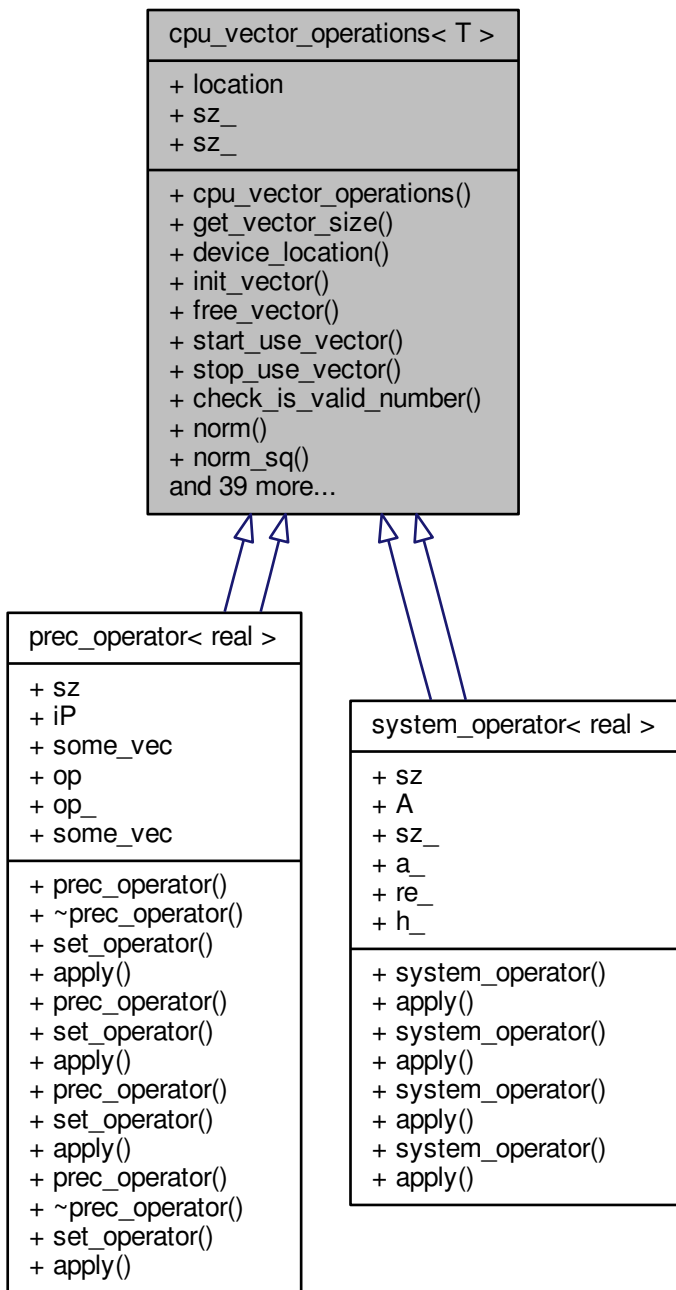 cpu_vector_operations< T >
+ location
+ sz_
+ sz_
+ cpu_vector_operations()
+ get_vector_size()
+ device_location()
+ init_vector()
+ free_vector()
+ start_use_vector()
+ stop_use_vector()
+ check_is_valid_number()
+ norm()
+ norm_sq()
and 39 more...
prec_operator< real >
+ sz
+ iP
+ some_vec
+ op
+ op_
+ some_vec
+ prec_operator()
+ ~prec_operator()
+ set_operator()
+ apply()
+ prec_operator()
+ set_operator()
+ apply()
+ prec_operator()
+ set_operator()
+ apply()
+ prec_operator()
+ ~prec_operator()
+ set_operator()
+ apply()
system_operator< real >
+ sz
+ A
+ sz_
+ a_
+ re_
+ h_
+ system_operator()
+ apply()
+ system_operator()
+ apply()
+ system_operator()
+ apply()
+ system_operator()
+ apply()